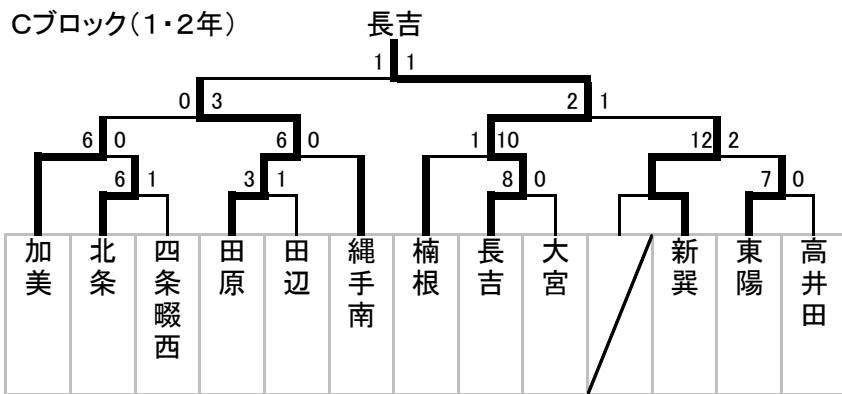 Cブロック(1・2年)
長吉
1 1
0 3 2 1
6 0 6 0 1 10 12 2
6 1 3 1 8 0 7 0
加美
北条
四条畷西
田原
田辺
縄手南
楠根
長吉
大宮
新巽
東陽
高井田